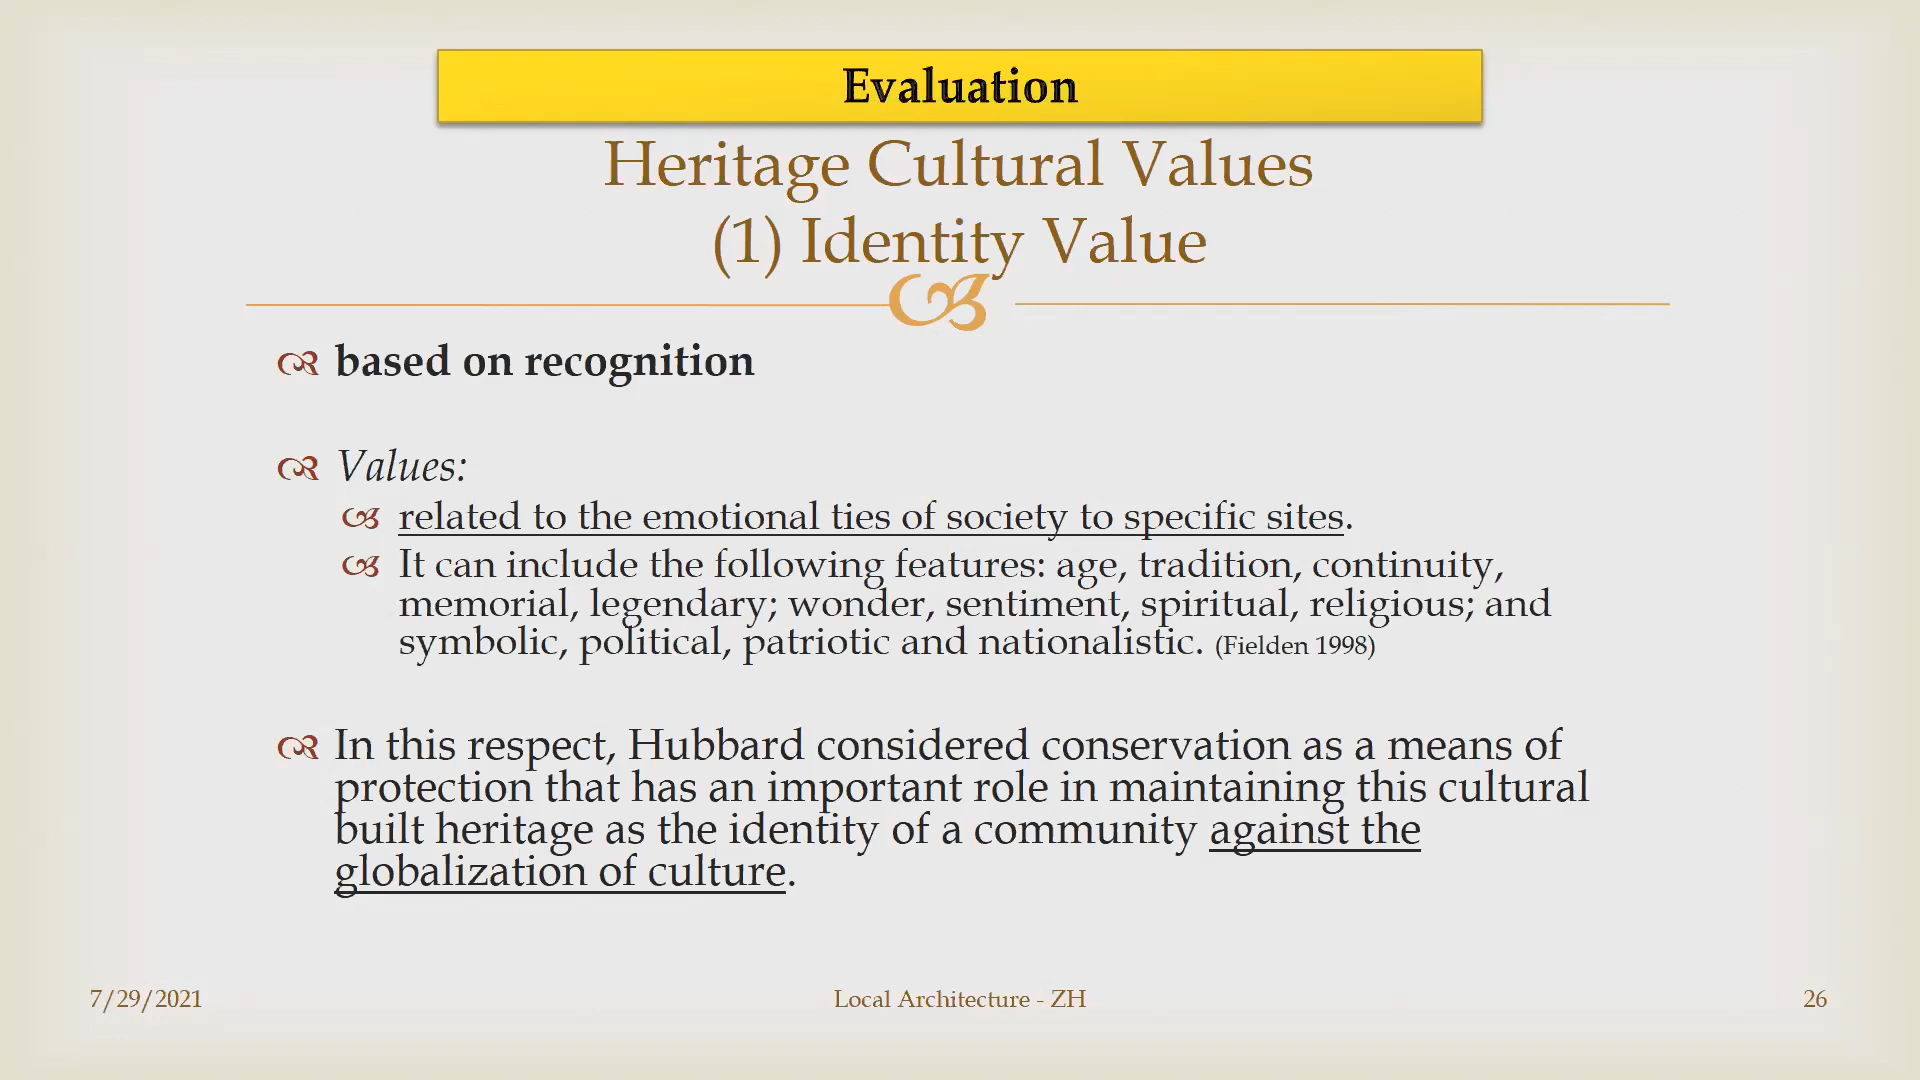 Evaluation
Heritage Cultural Values
(1) Identity Value
based on recognition
Values:
related to the emotional ties of society to specific sites.
It can include the following features: age, tradition, continuity,
memorial, legendary; wonder, sentiment, spiritual, religious; and
symbolic, political, patriotic and nationalistic. (Fielden 1998)
In this respect, Hubbard considered conservation as a means of
protection that has an important role in maintaining this cultural
built heritage as the identity of a community against the
globalization of culture.
7/29/2021
Local Architecture - ZH
26